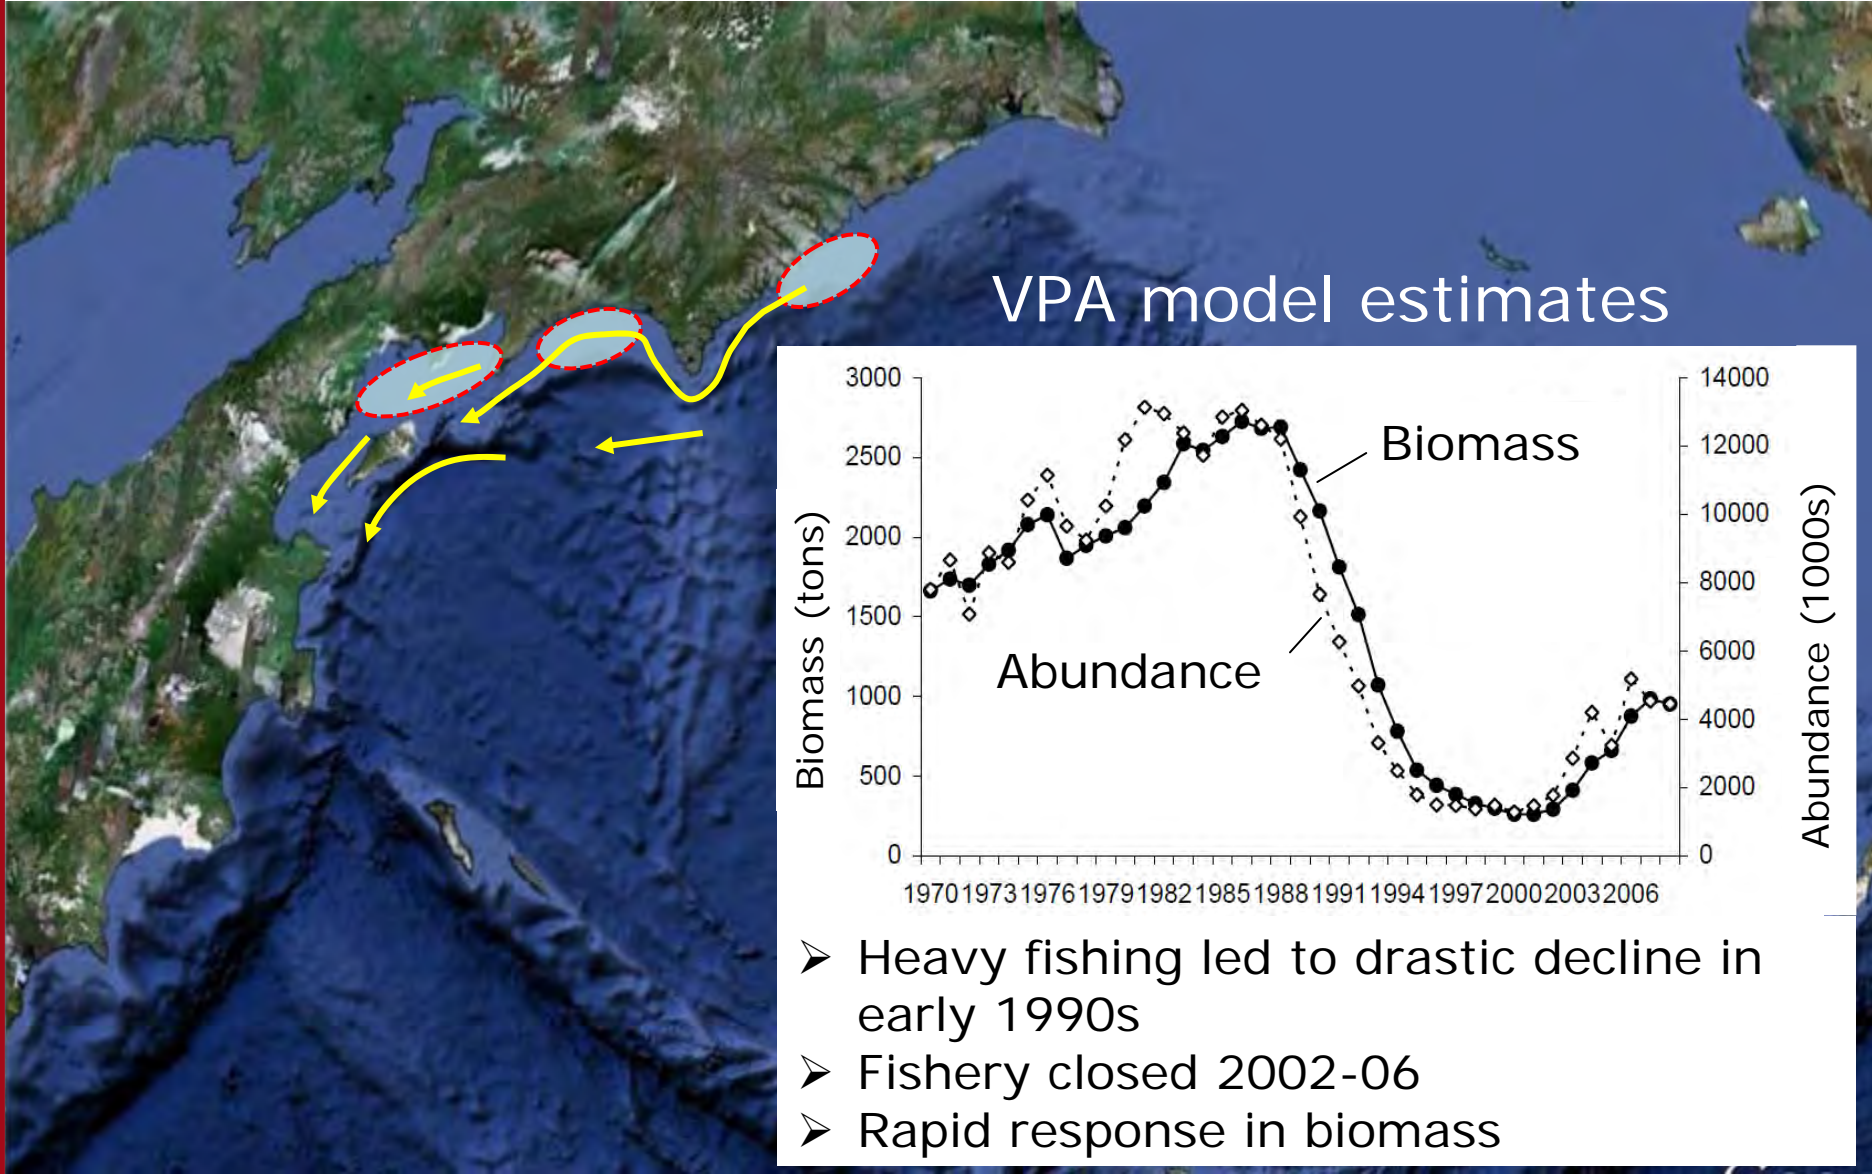 VPA model estimates
3000
2500
2000
1500
1000
500
0
Biomass (tons)
14000
12000
10000
8000
6000
4000
2000
0
Abundance (1000s)
Biomass
Abundance
1970 1973 1976 1979 1982 1985 1988 1991 1994 1997 2000 2003 2006
➢ Heavy fishing led to drastic decline in
early 1990s
➢ Fishery closed 2002-06
➢ Rapid response in biomass